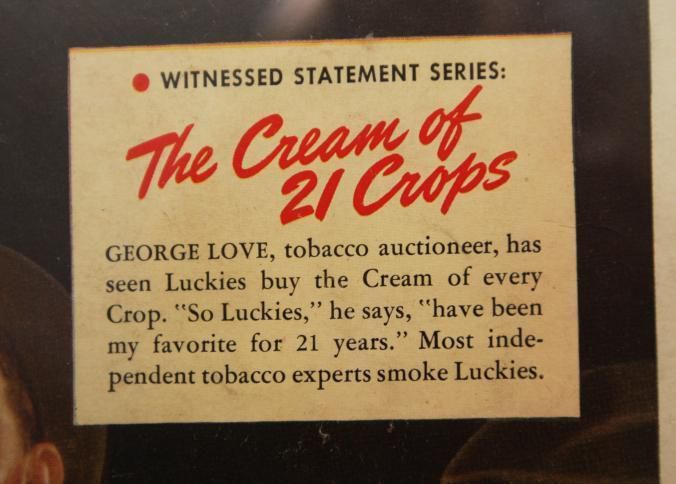 WITNESSED STATEMENT SERIES:
The Cream of
21 Crops
GEORGE LOVE, tobacco auctioneer, has
seen Luckies buy the Cream of every
Crop. "So Luckies," he says, "have been
my favorite for 21 years." Most inde-
pendent tobacco experts smoke Luckies.